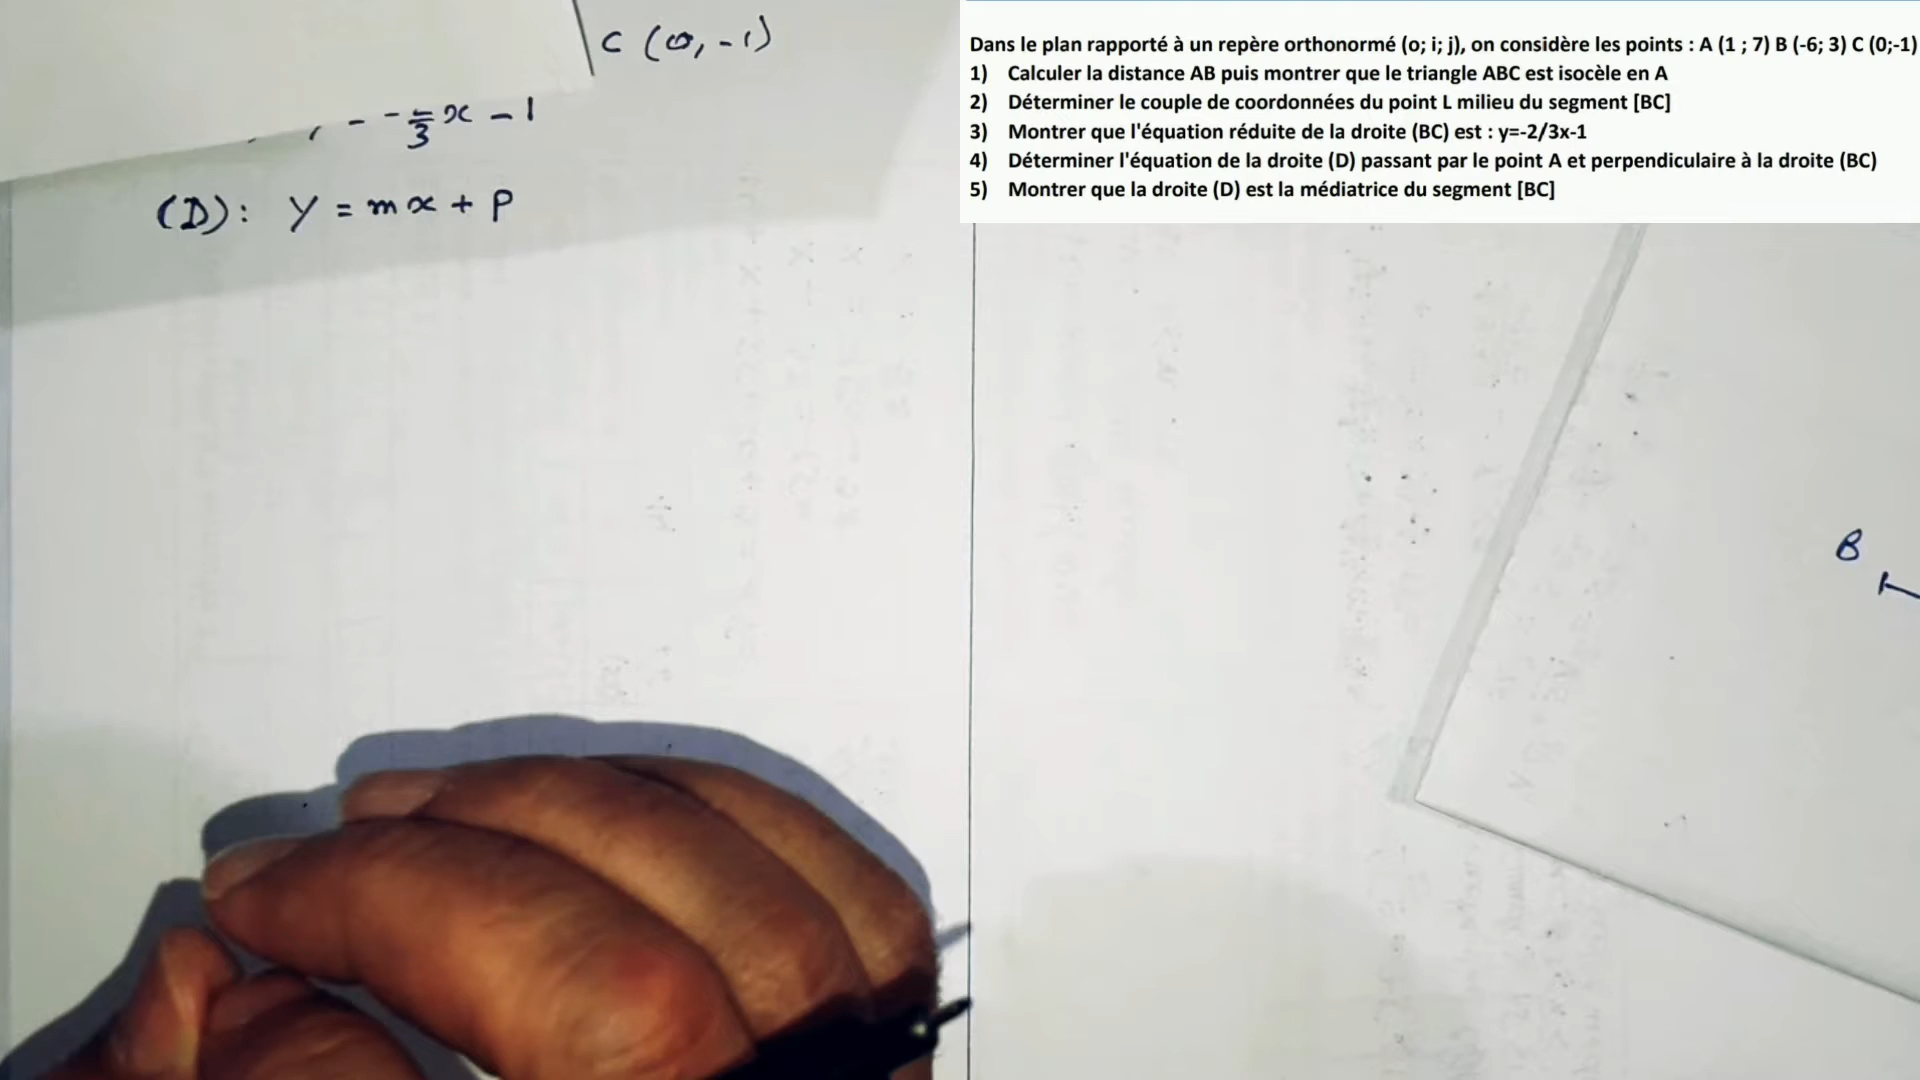 C (0, -1)
- 2/3 x - 1
(D): y = mx + p
Dans le plan rapporté à un repère orthonormé (o; i; j), on considère les points : A (1 ; 7) B (-6; 3) C (0;-1)
1) Calculer la distance AB puis montrer que le triangle ABC est isocèle en A
2) Déterminer le couple de coordonnées du point L milieu du segment [BC]
3) Montrer que l'équation réduite de la droite (BC) est : y=-2/3x-1
4) Déterminer l'équation de la droite (D) passant par le point A et perpendiculaire à la droite (BC)
5) Montrer que la droite (D) est la médiatrice du segment [BC]
B